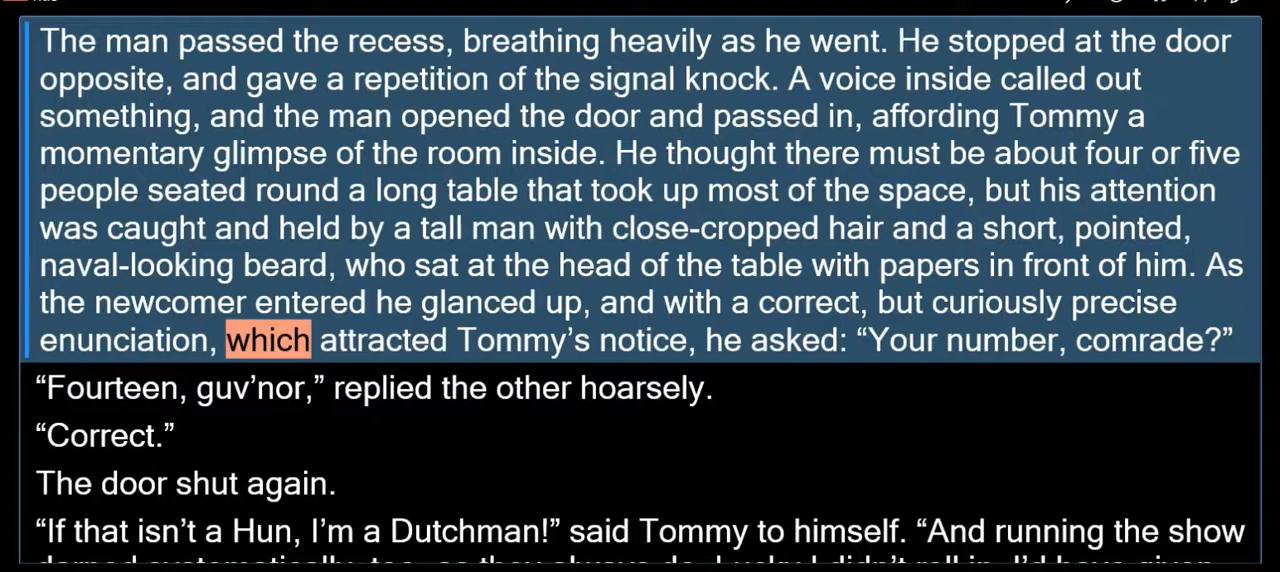 The man passed the recess, breathing heavily as he went. He stopped at the door
opposite, and gave a repetition of the signal knock. A voice inside called out
something, and the man opened the door and passed in, affording Tommy a
momentary glimpse of the room inside. He thought there must be about four or five
people seated round a long table that took up most of the space, but his attention
was caught and held by a tall man with close-cropped hair and a short, pointed,
naval-looking beard, who sat at the head of the table with papers in front of him. As
the newcomer entered he glanced up, and with a correct, but curiously precise
enunciation, which attracted Tommy’s notice, he asked: “Your number, comrade?”
“Fourteen, guv’nor,” replied the other hoarsely.
“Correct.”
The door shut again.
“If that isn’t a Hun, I’m a Dutchman!” said Tommy to himself. “And running the show